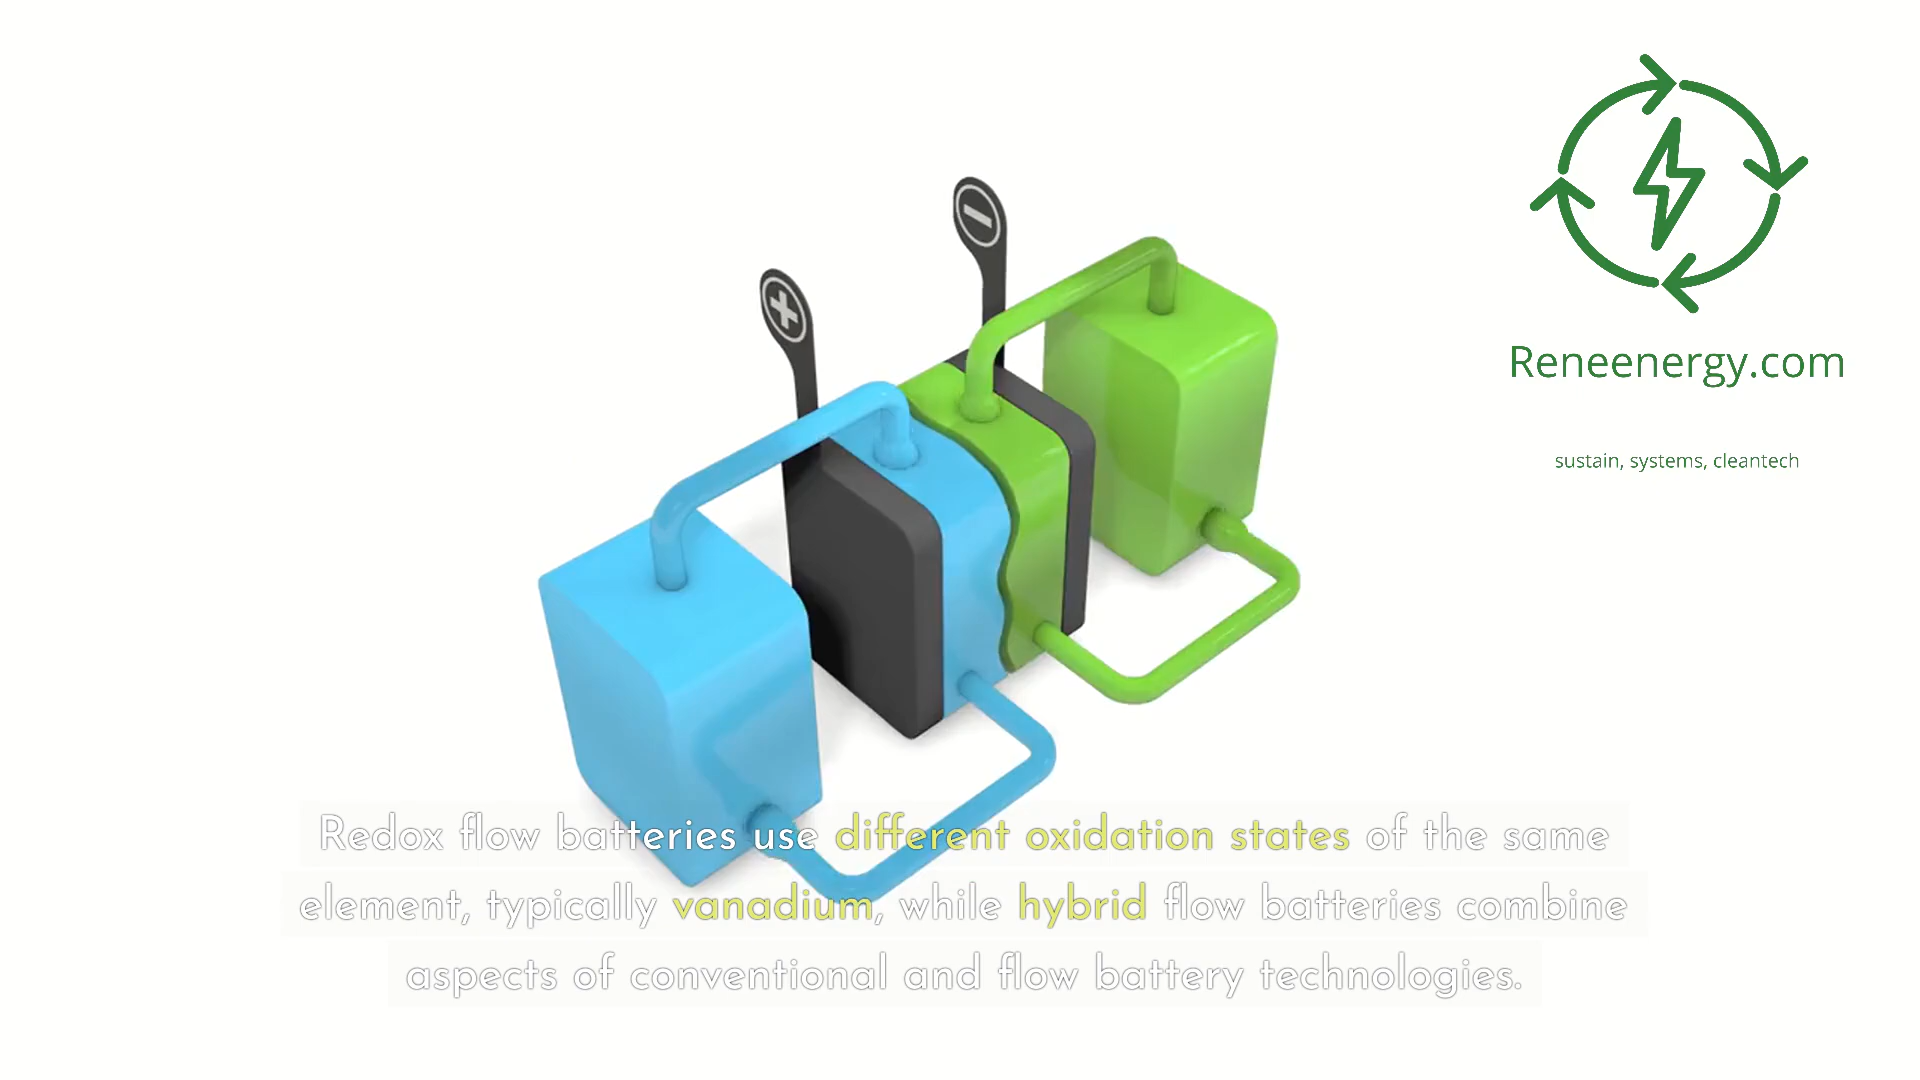 Reneenergy.com
sustain, systems, cleantech
Redox flow batteries use different oxidation states of the same
element, typically vanadium, while hybrid flow batteries combine
aspects of conventional and flow battery technologies.